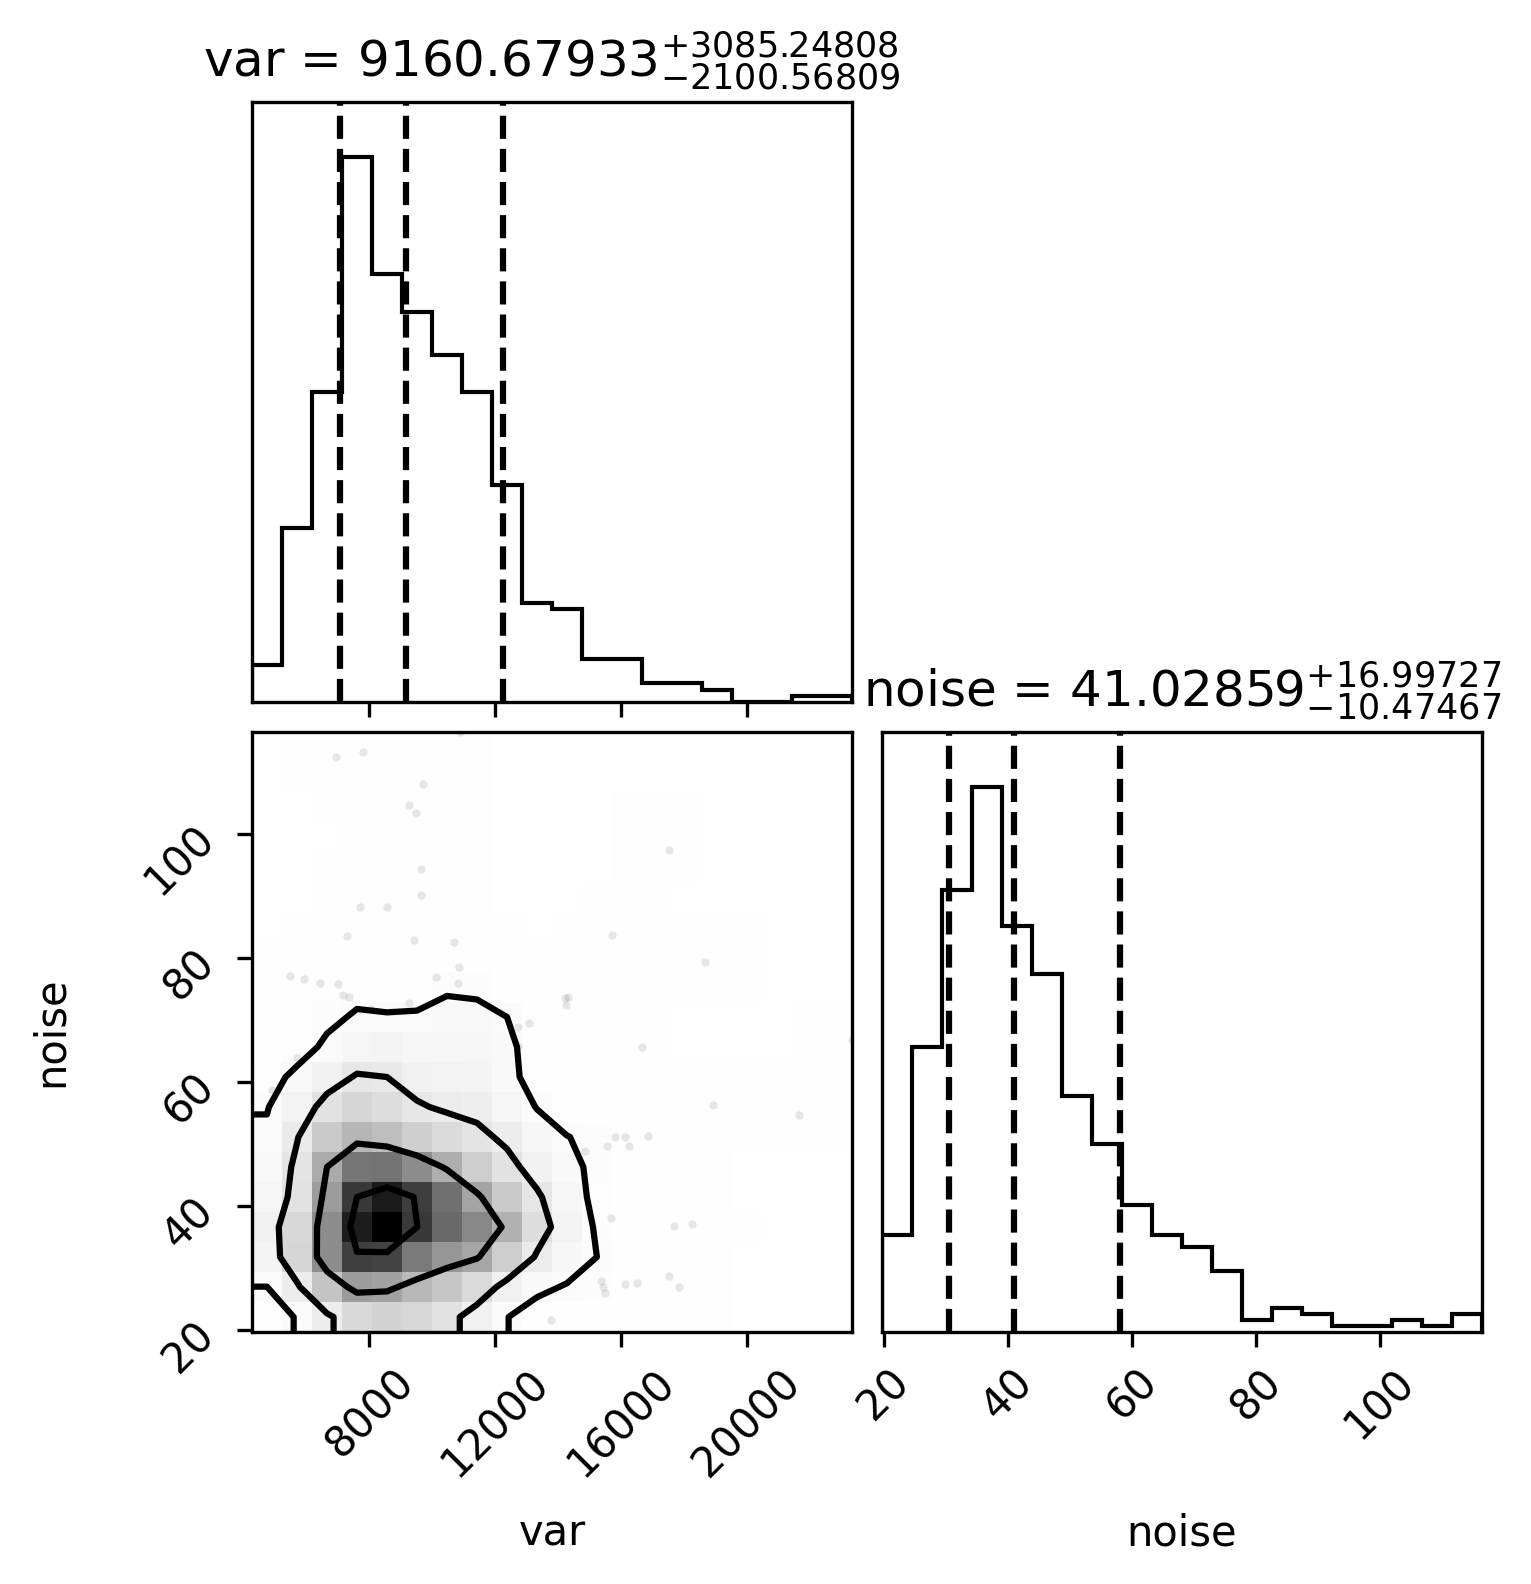 var = 9160.67933+3085.24808−2100.56809
noise = 41.02859+16.99727−10.47467
100
80
60
40
20
noise
8000 12000 16000 20000
20 40 60 80 100
var
noise